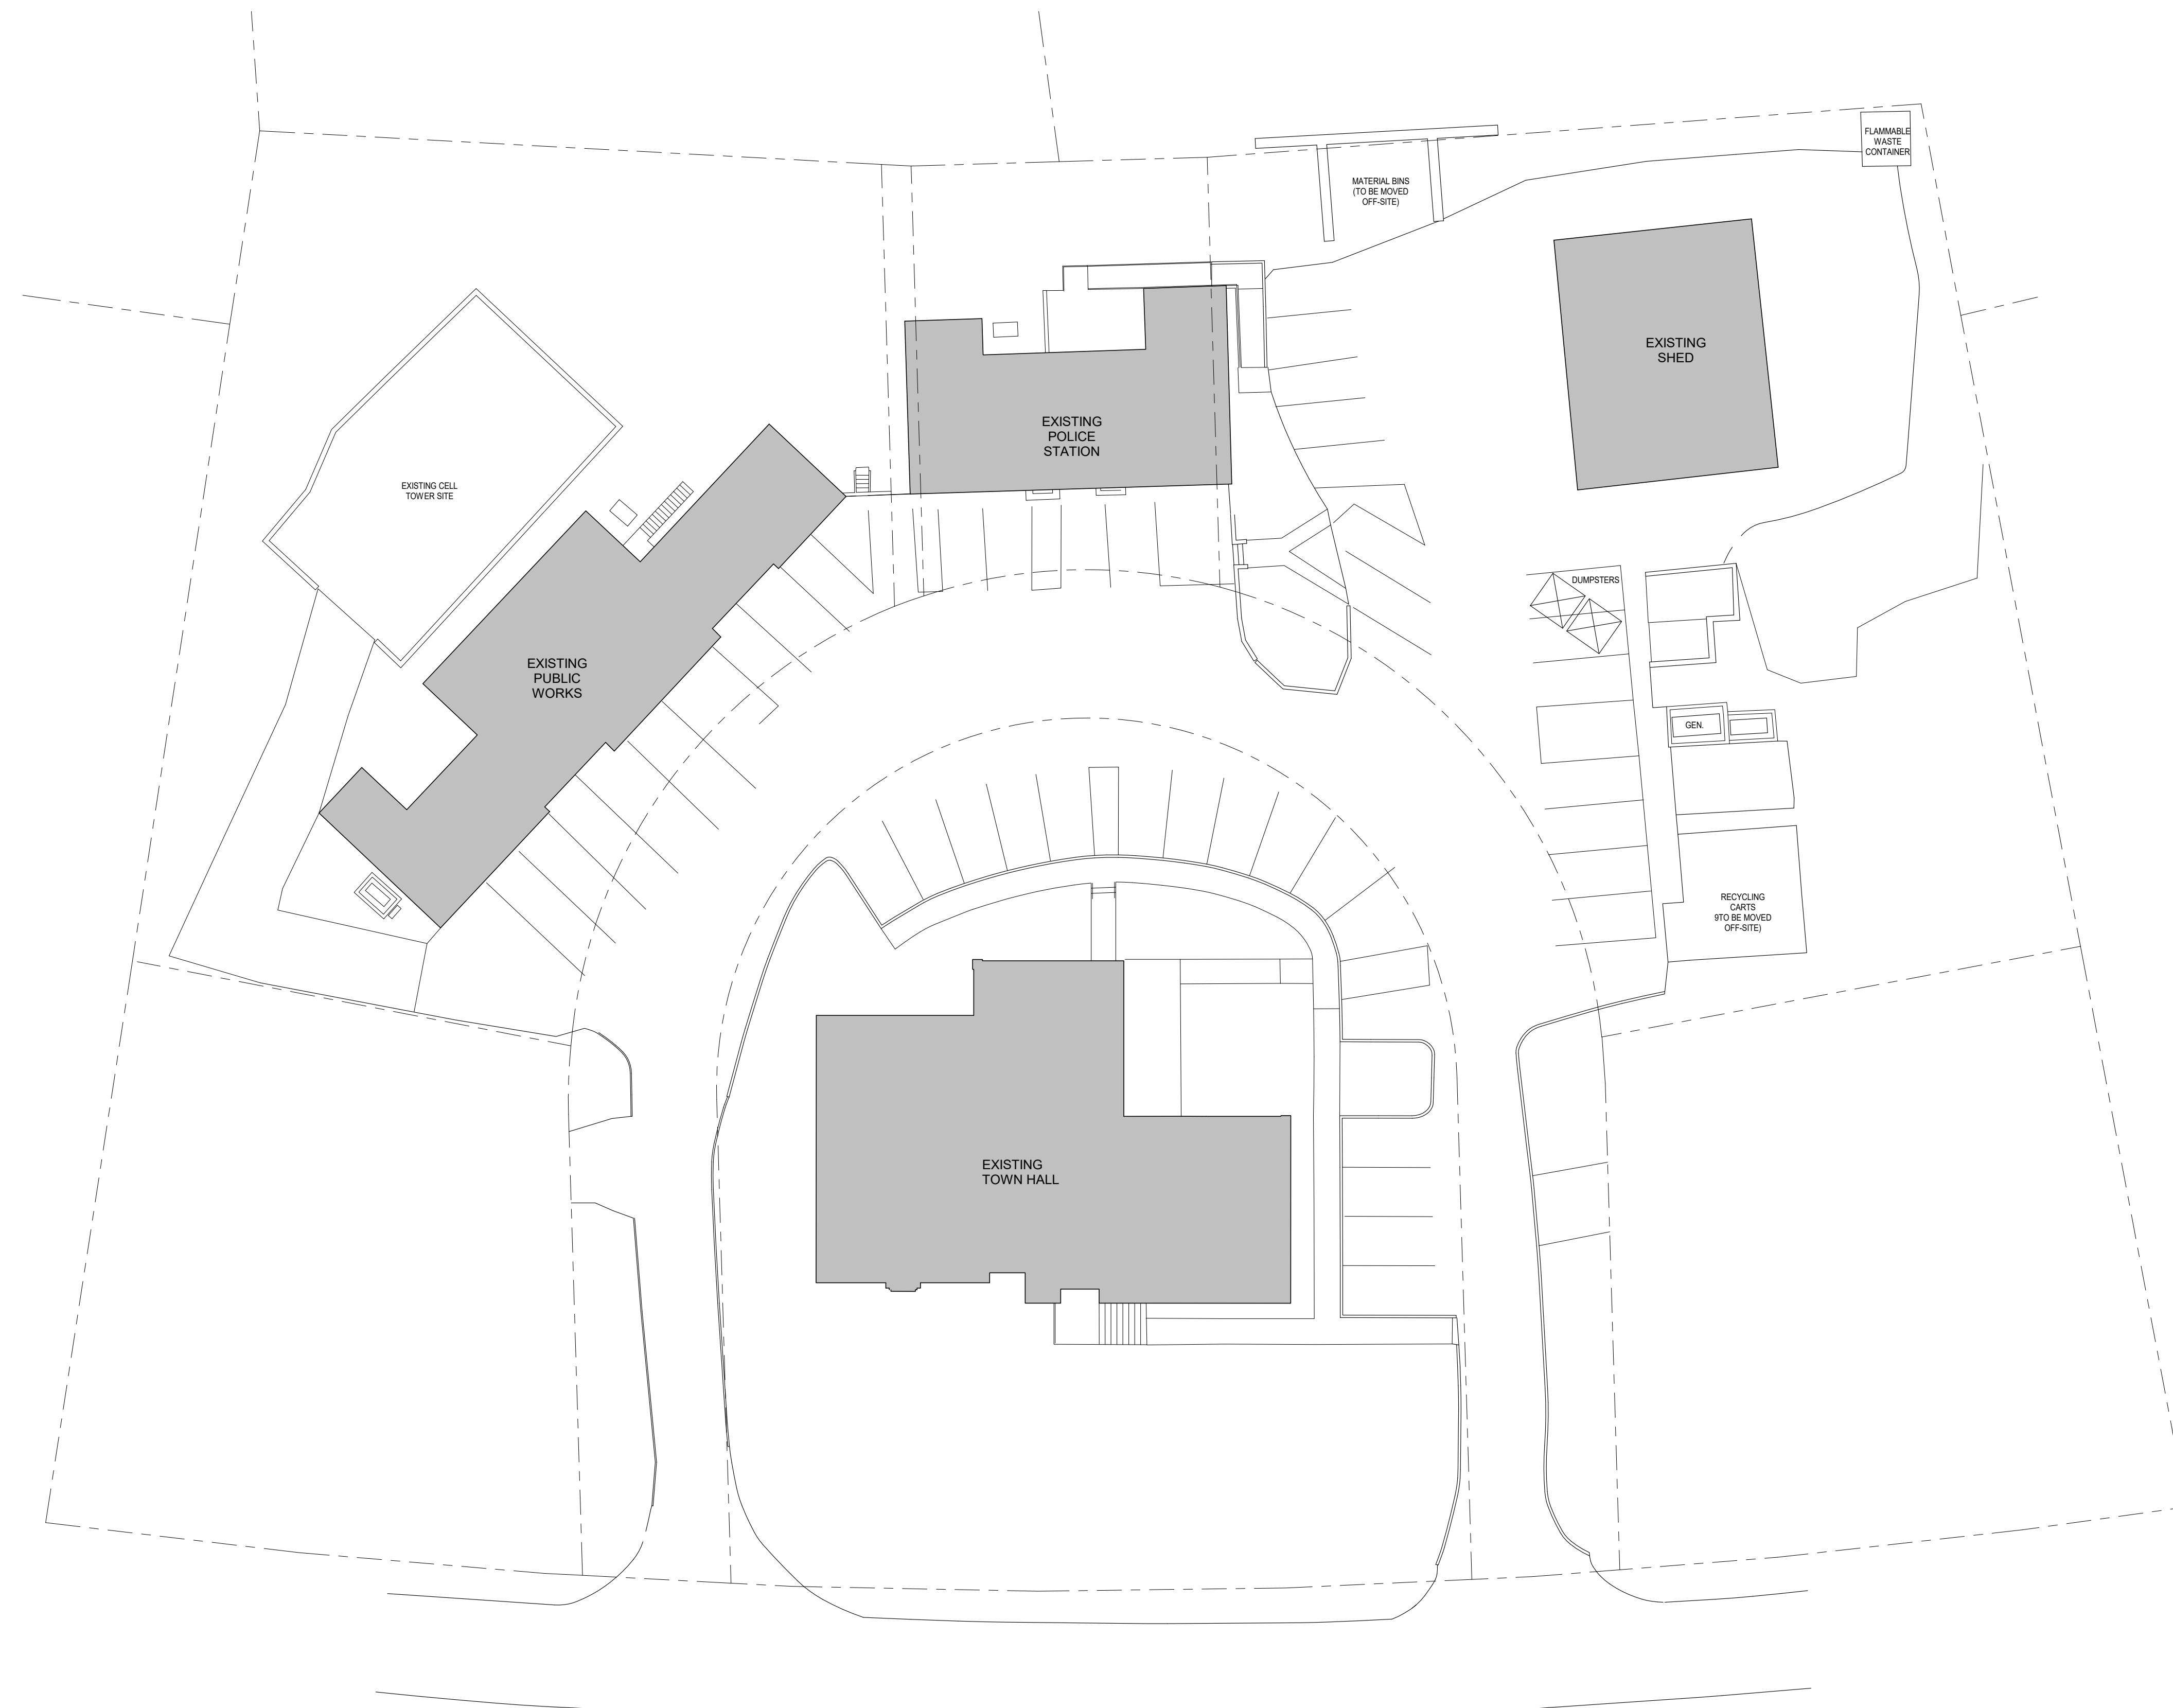 FLAMMABLE
WASTE
CONTAINER
MATERIAL BINS
(TO BE MOVED
OFF-SITE)
EXISTING
SHED
EXISTING
POLICE
STATION
EXISTING CELL
TOWER SITE
DUMPSTERS
EXISTING
PUBLIC
WORKS
GEN.
RECYCLING
CARTS
9TO BE MOVED
OFF-SITE)
EXISTING
TOWN HALL